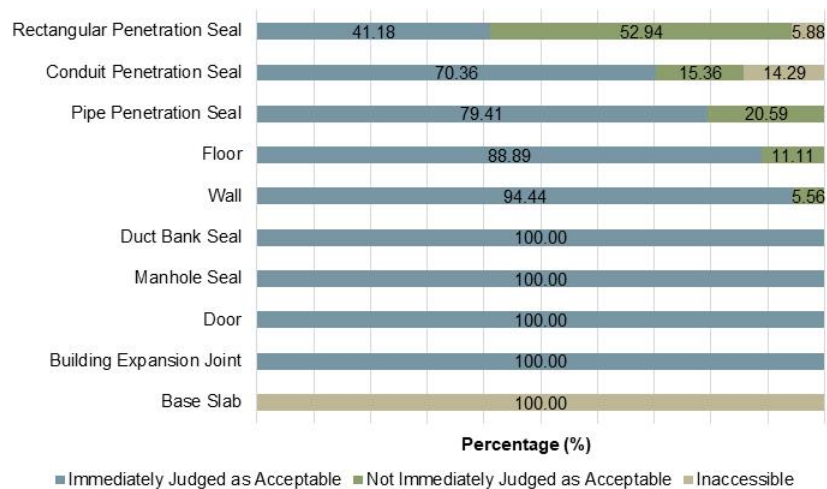 Rectangular Penetration Seal 41.18 52.94 5.88
Conduit Penetration Seal 70.36 15.36 14.29
Pipe Penetration Seal 79.41 20.59
Floor 88.89 11.11
Wall 94.44 5.56
Duct Bank Seal 100.00
Manhole Seal 100.00
Door 100.00
Building Expansion Joint 100.00
Base Slab 100.00
Percentage (%)
Immediately Judged as Acceptable Not Immediately Judged as Acceptable Inaccessible